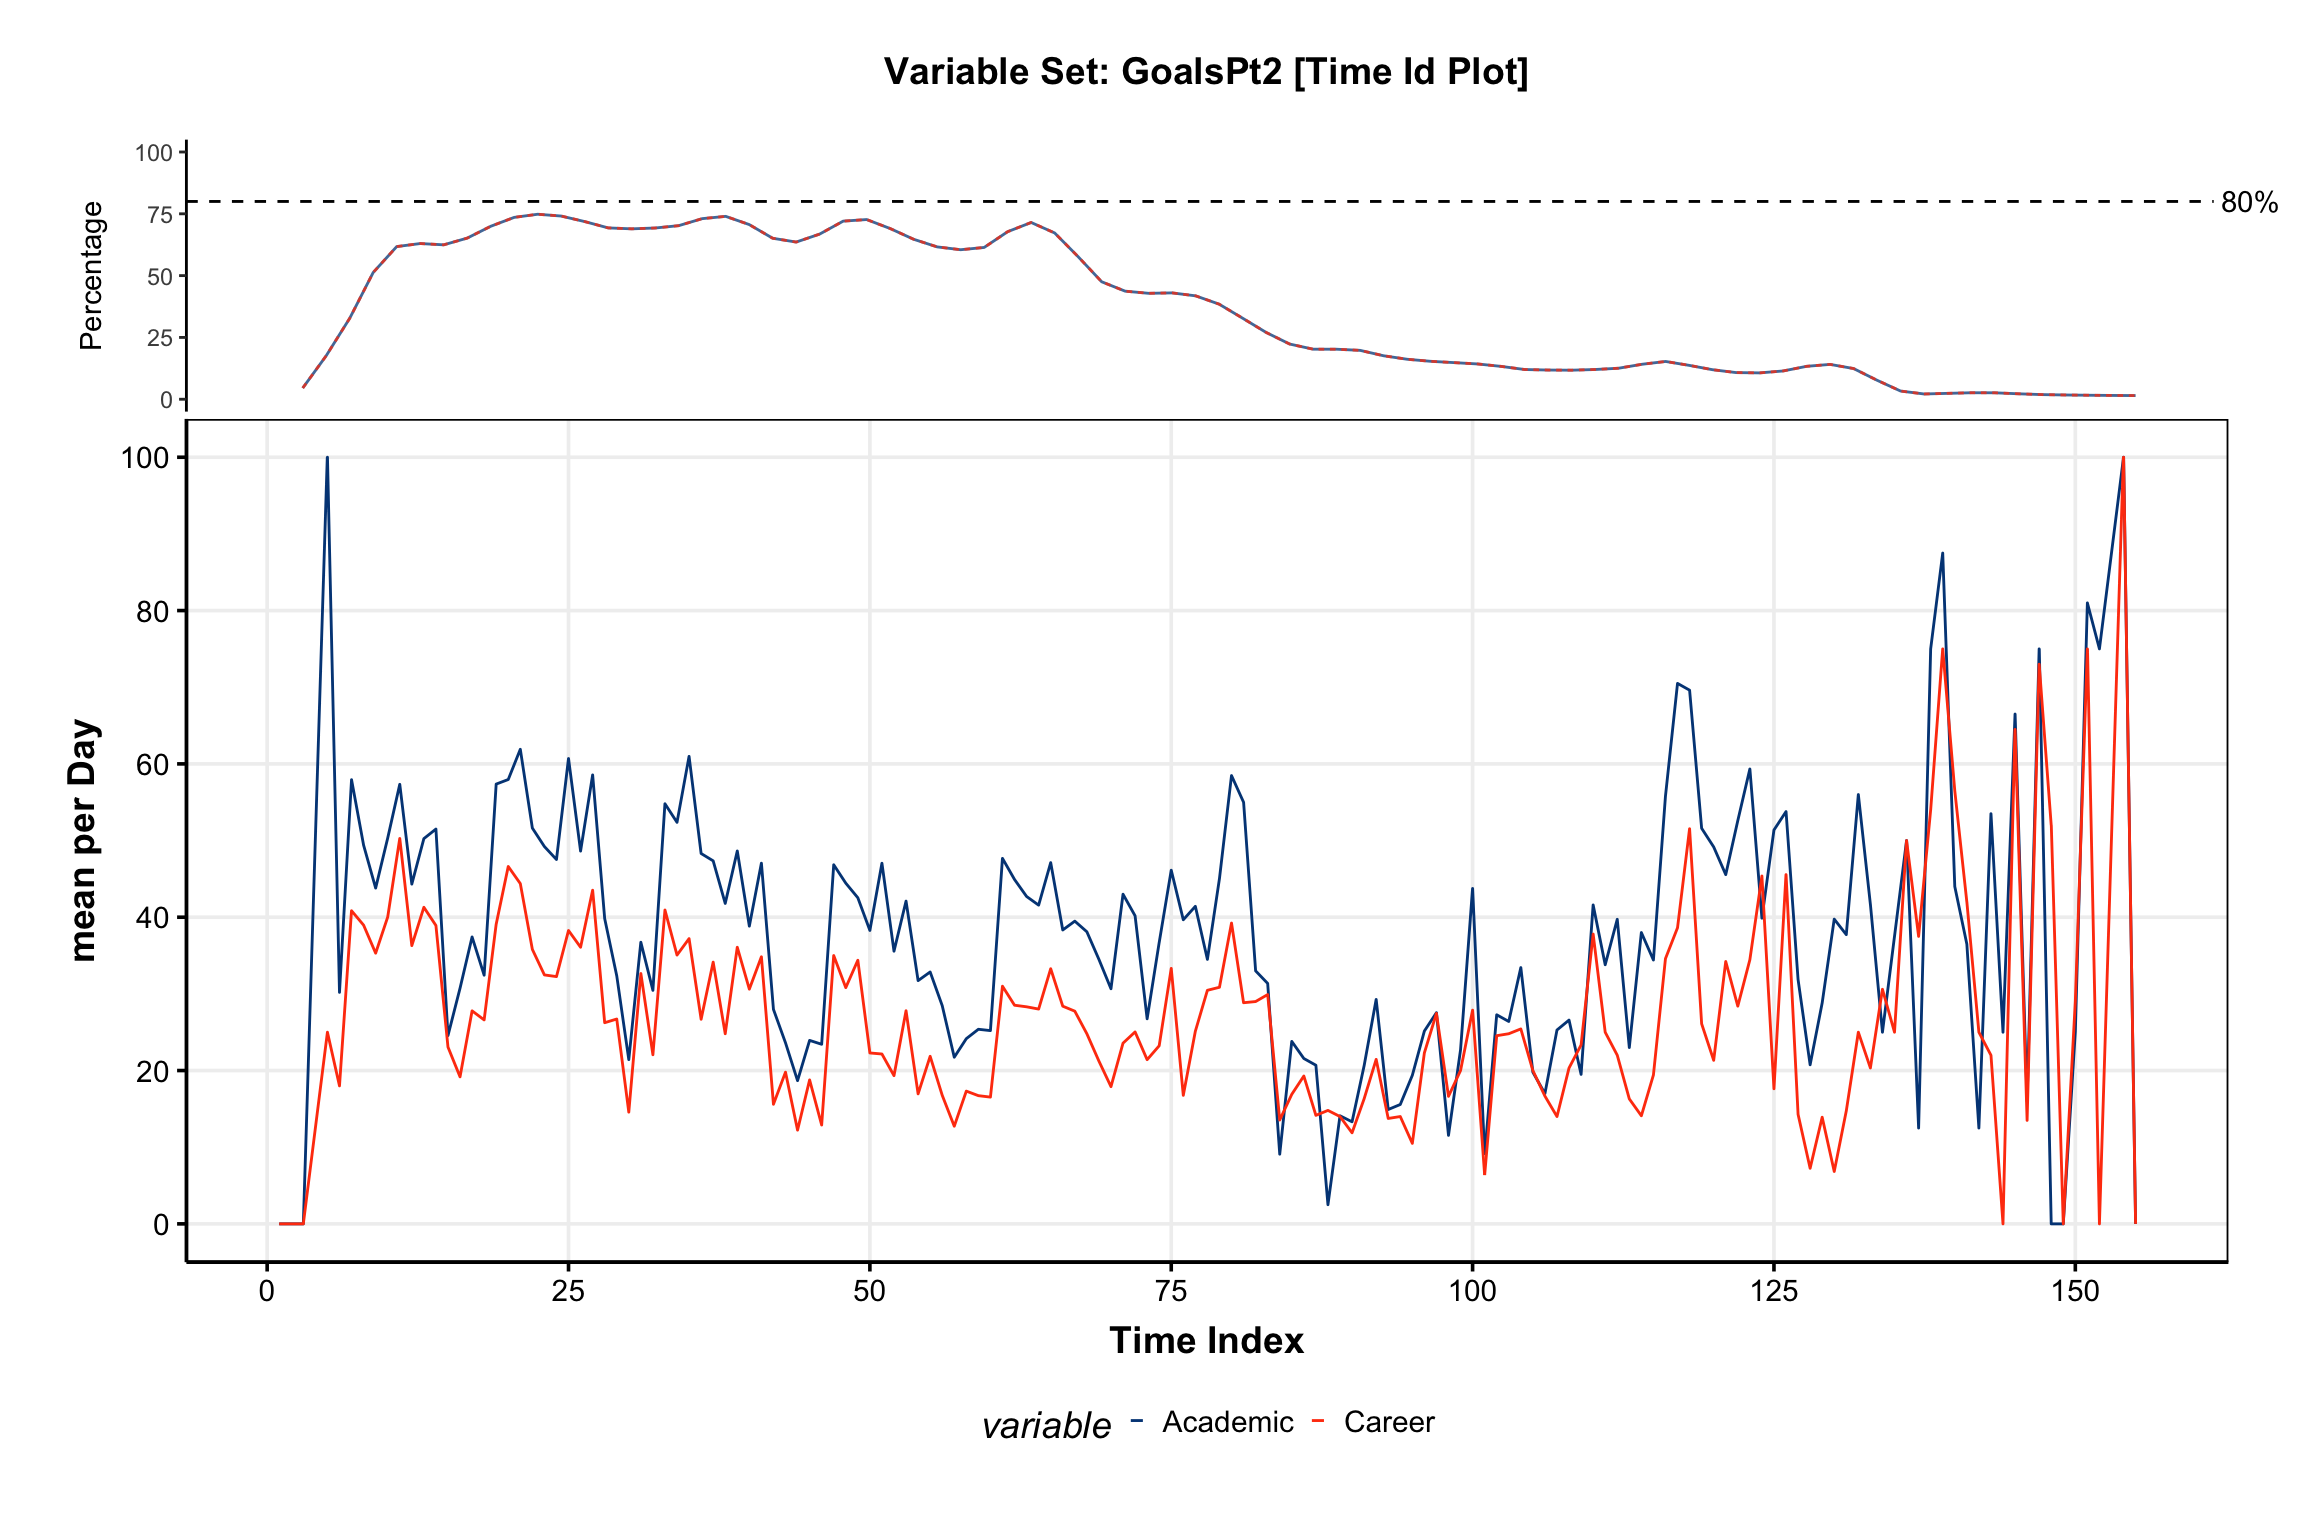 Variable Set: GoalsPt2 [Time Id Plot]
Percentage
100
75
50
25
0
80%
mean per Day
100
80
60
40
20
0
0 25 50 75 100 125 150
Time Index
variable Academic Career